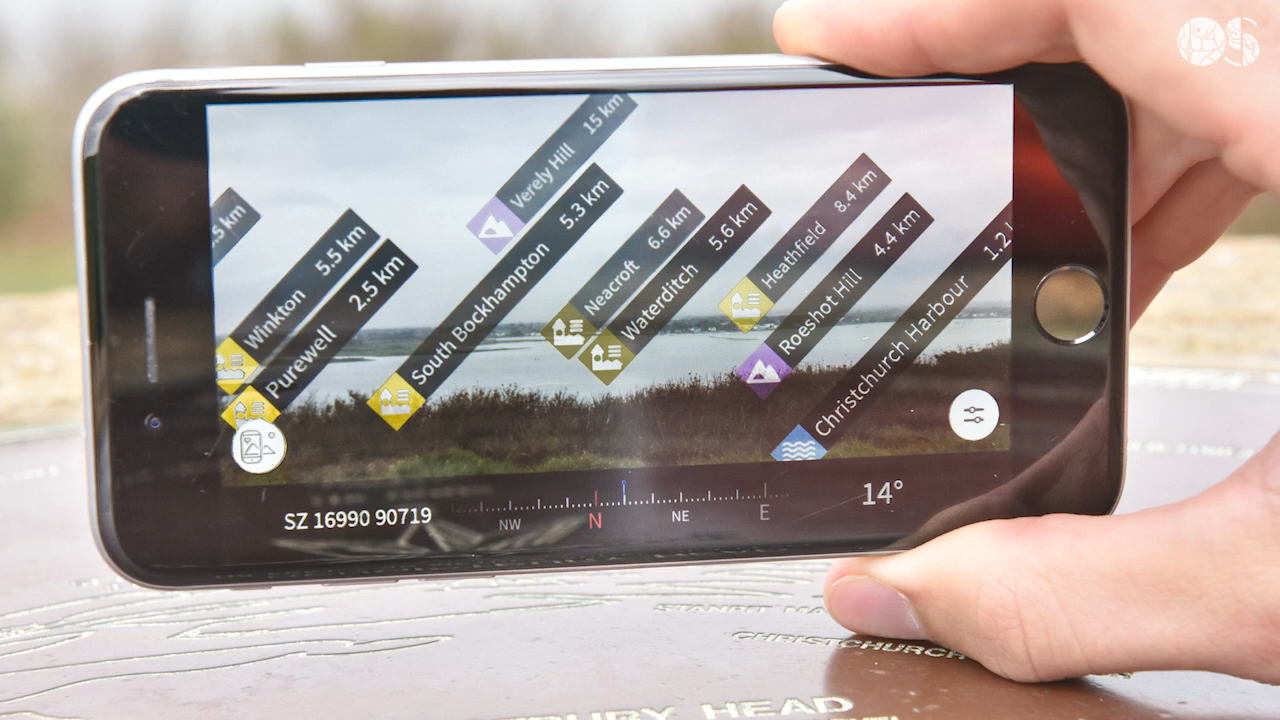 OS
.5 km
Winkton 5.5 km
Purewell 2.5 km
South Bockhampton 5.3 km
Verely Hill 15 km
Neacroft 6.6 km
Waterditch 5.6 km
Heathfield 8.4 km
Roeshot Hill 4.4 km
Christchurch Harbour 1.2
SZ 16990 90719
NW
N
NE
E
14°
CHRISTCHURCH
HEAD